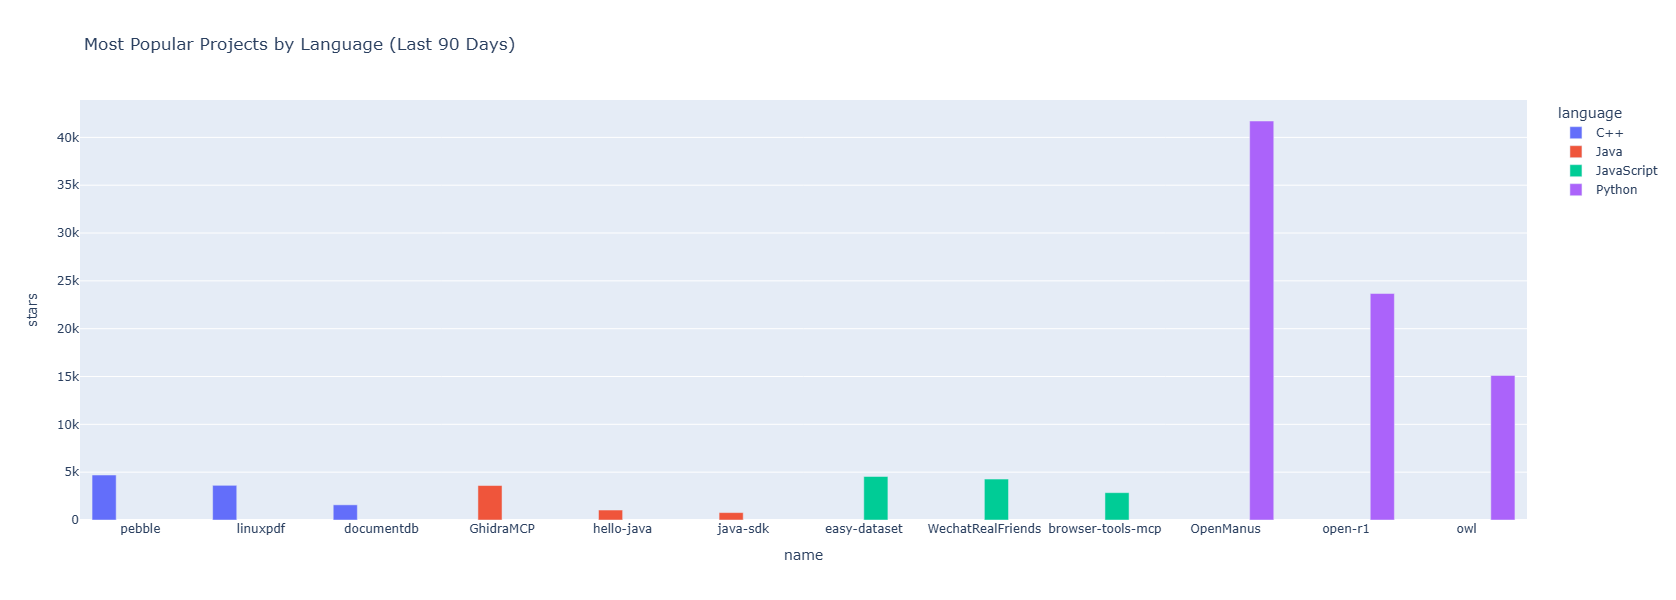 Most Popular Projects by Language (Last 90 Days)
language
C++
Java
JavaScript
Python
stars
40k
35k
30k
25k
20k
15k
10k
5k
0
pebble linuxpdf documentdb GhidraMCP hello-java java-sdk easy-dataset WechatRealFriends browser-tools-mcp OpenManus open-r1 owl
name